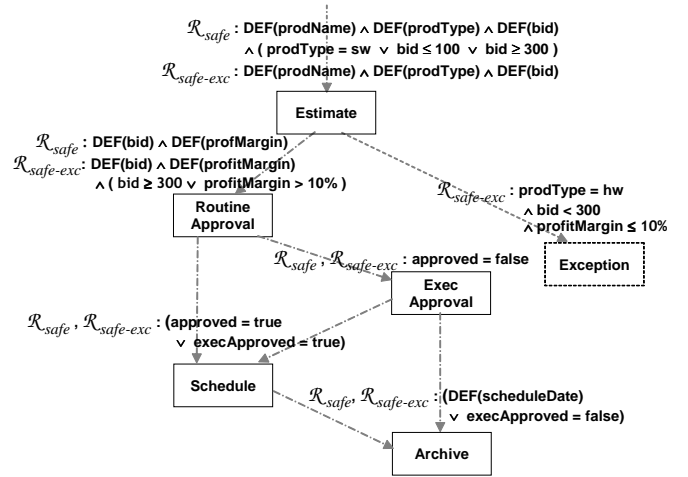 ℛsafe : DEF(prodName) ∧ DEF(prodType) ∧ DEF(bid)
∧ ( prodType = sw ∨ bid ≤ 100 ∨ bid ≥ 300 )
ℛsafe-exc : DEF(prodName) ∧ DEF(prodType) ∧ DEF(bid)
Estimate
ℛsafe : DEF(bid) ∧ DEF(profMargin)
ℛsafe-exc : DEF(bid) ∧ DEF(profitMargin)
∧ ( bid ≥ 300 ∨ profitMargin > 10% )
ℛsafe-exc : prodType = hw
∧ bid < 300
∧ profitMargin ≤ 10%
Routine
Approval
Exception
ℛsafe , ℛsafe-exc : approved = false
Exec
Approval
ℛsafe , ℛsafe-exc : (approved = true
∨ execApproved = true)
Schedule
ℛsafe, ℛsafe-exc : (DEF(scheduleDate)
∨ execApproved = false)
Archive